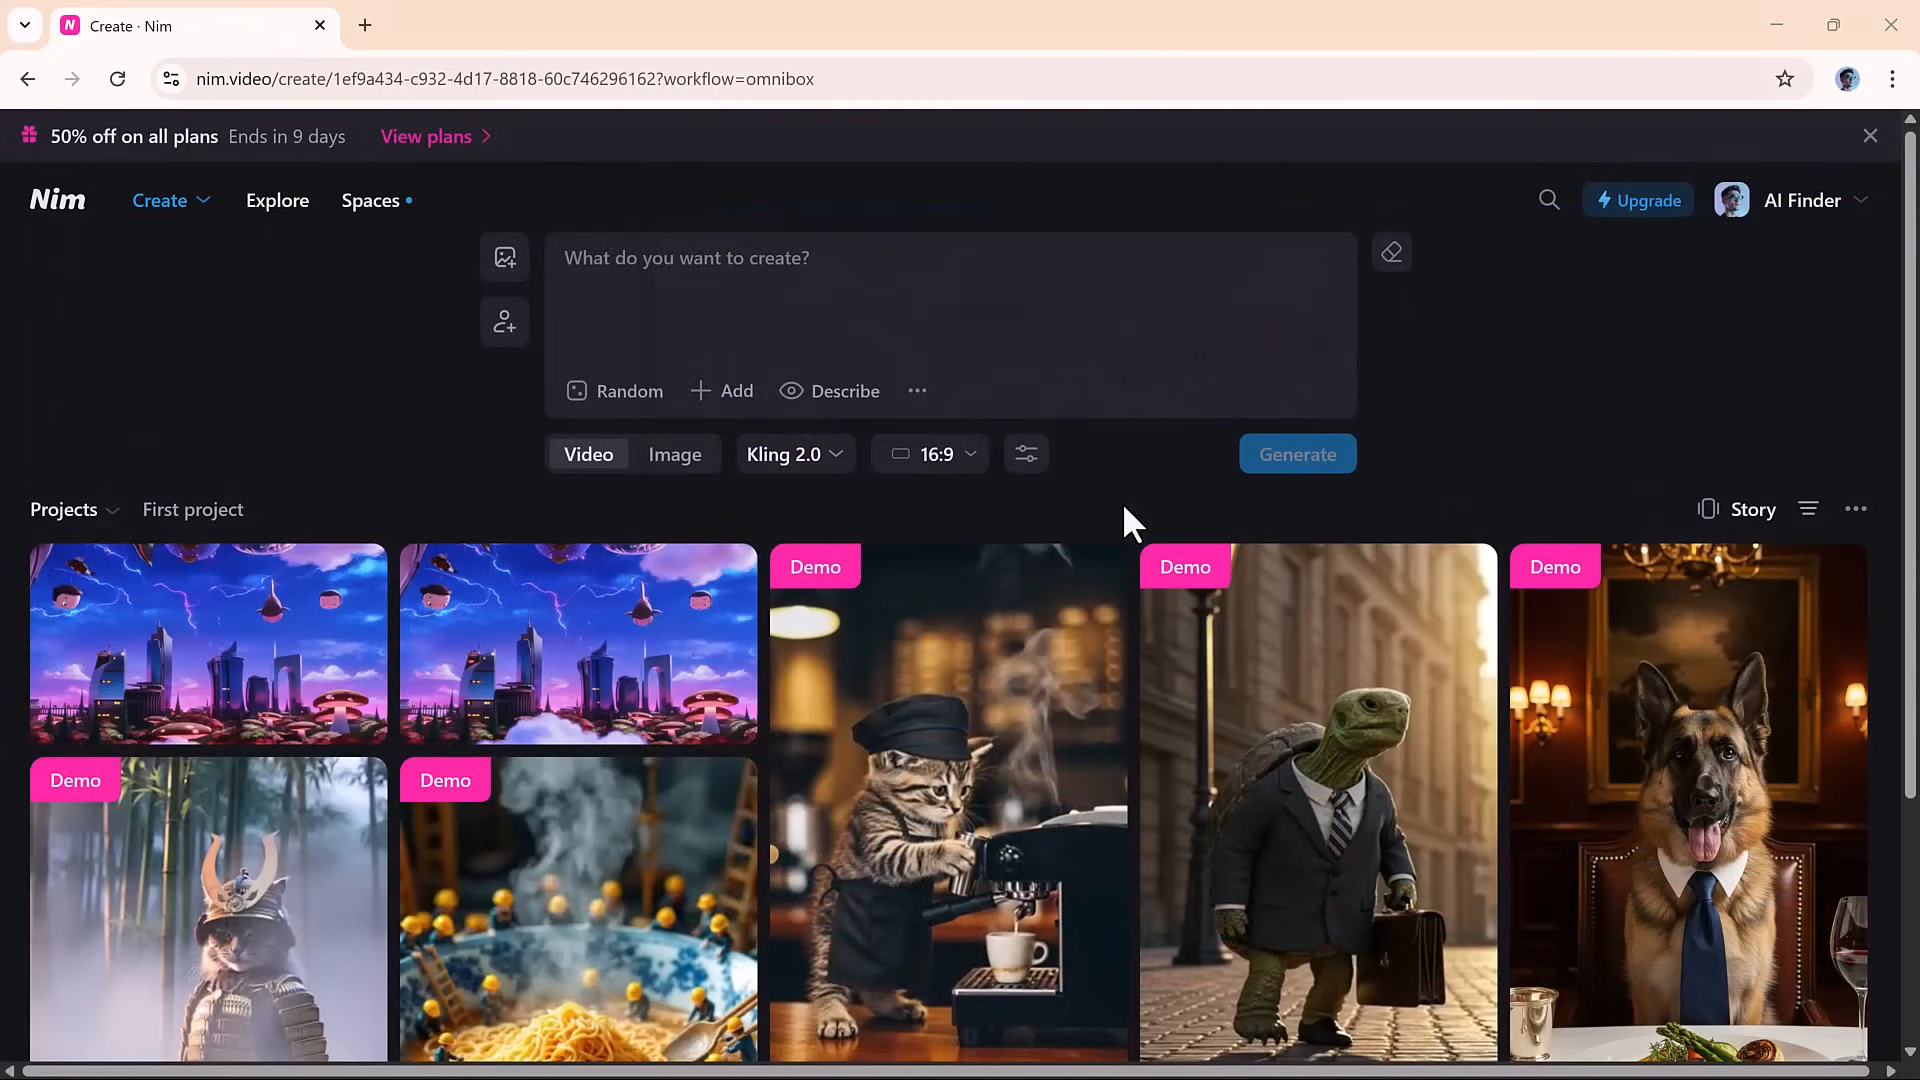 Create · Nim
nim.video/create/1ef9a434-c932-4d17-8818-60c746296162?workflow=omnibox
50% off on all plans Ends in 9 days View plans
Nim Create Explore Spaces Upgrade AI Finder
What do you want to create?
Random Add Describe
Video Image Kling 2.0 16:9 Generate
Projects First project Story
Demo Demo Demo
Demo Demo